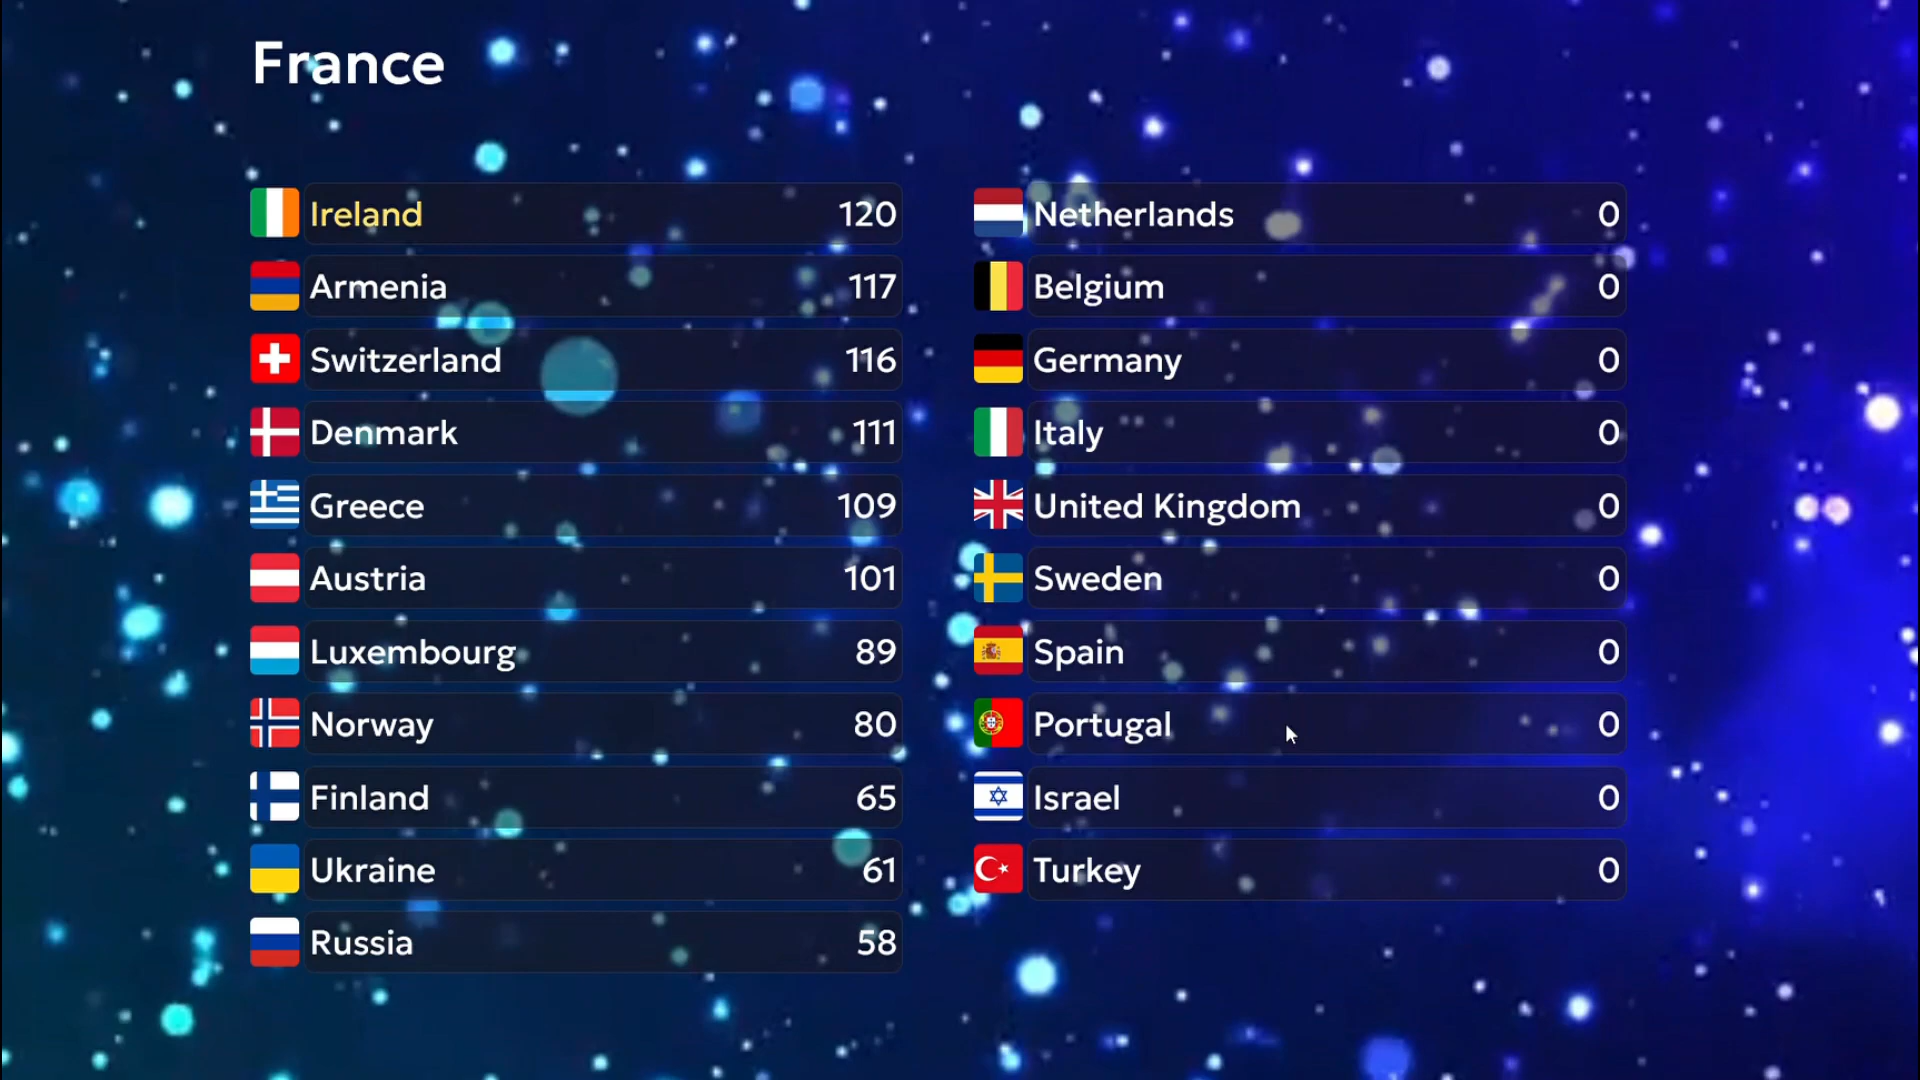 France
Ireland 120
Armenia 117
Switzerland 116
Denmark 111
Greece 109
Austria 101
Luxembourg 89
Norway 80
Finland 65
Ukraine 61
Russia 58
Netherlands 0
Belgium 0
Germany 0
Italy 0
United Kingdom 0
Sweden 0
Spain 0
Portugal 0
Israel 0
Turkey 0